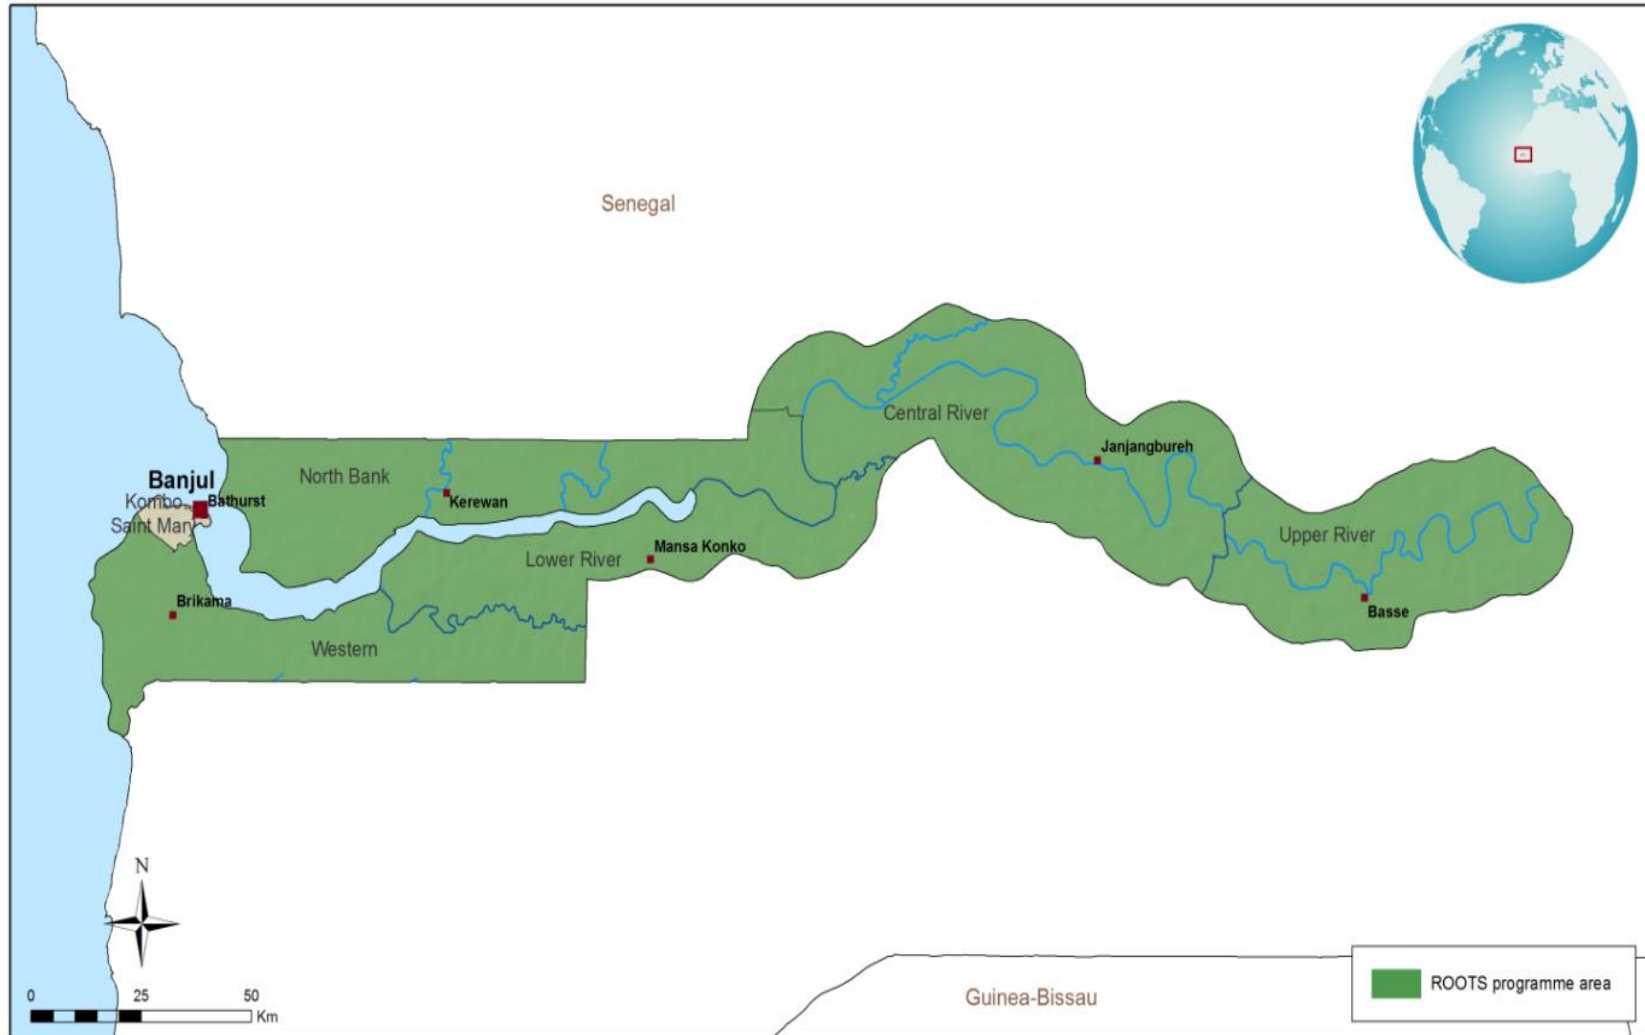 Senegal
Central River
Janjangbureh
North Bank
Banjul
Kombo
Saint Mary
Bathurst
Kerewan
Upper River
Mansa Konko
Lower River
Brikama
Basse
Western
N
0 25 50
Km
Guinea-Bissau
ROOTS programme area